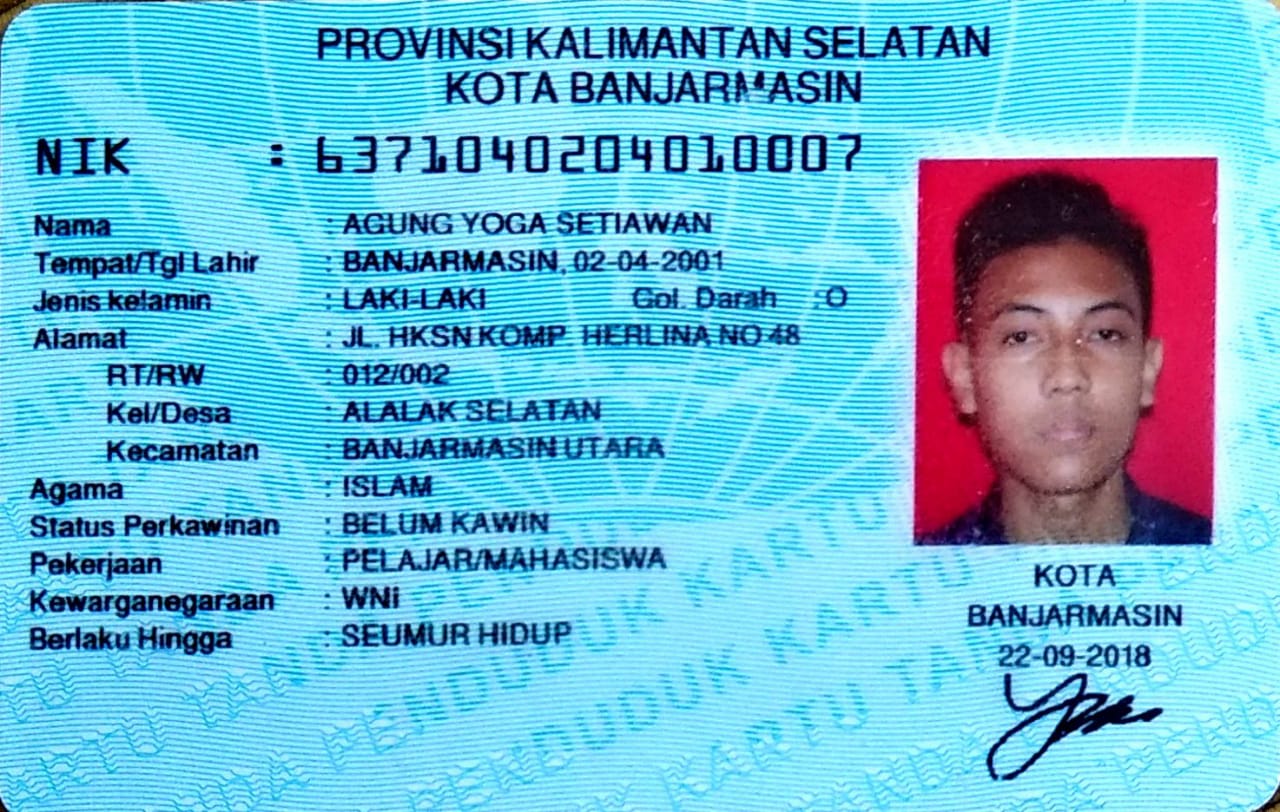 PROVINSI KALIMANTAN SELATAN
KOTA BANJARMASIN
NIK : 6371040204010007
Nama : AGUNG YOGA SETIAWAN
Tempat/Tgl Lahir : BANJARMASIN, 02-04-2001
Jenis kelamin : LAKI-LAKI Gol. Darah : O
Alamat : JL. HKSN KOMP HERLINA NO 48
RT/RW : 012/002
Kel/Desa : ALALAK SELATAN
Kecamatan : BANJARMASIN UTARA
Agama : ISLAM
Status Perkawinan : BELUM KAWIN
Pekerjaan : PELAJAR/MAHASISWA
Kewarganegaraan : WNI
Berlaku Hingga : SEUMUR HIDUP
KOTA
BANJARMASIN
22-09-2018